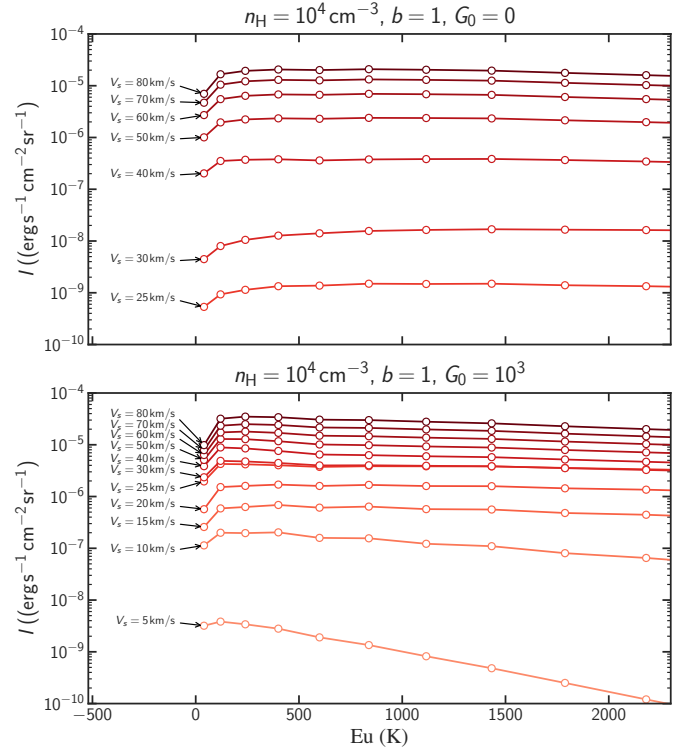 n_H = 10^4 cm^−3, b = 1, G_0 = 0
10^−4
10^−5
10^−6
10^−7
10^−8
10^−9
10^−10
I ((erg s^−1 cm^−2 sr^−1)
V_s = 80 km/s
V_s = 70 km/s
V_s = 60 km/s
V_s = 50 km/s
V_s = 40 km/s
V_s = 30 km/s
V_s = 25 km/s
n_H = 10^4 cm^−3, b = 1, G_0 = 10^3
10^−4
10^−5
10^−6
10^−7
10^−8
10^−9
10^−10
I ((erg s^−1 cm^−2 sr^−1)
V_s = 80 km/s
V_s = 70 km/s
V_s = 60 km/s
V_s = 50 km/s
V_s = 40 km/s
V_s = 30 km/s
V_s = 25 km/s
V_s = 20 km/s
V_s = 15 km/s
V_s = 10 km/s
V_s = 5 km/s
−500 0 500 1000 1500 2000
Eu (K)